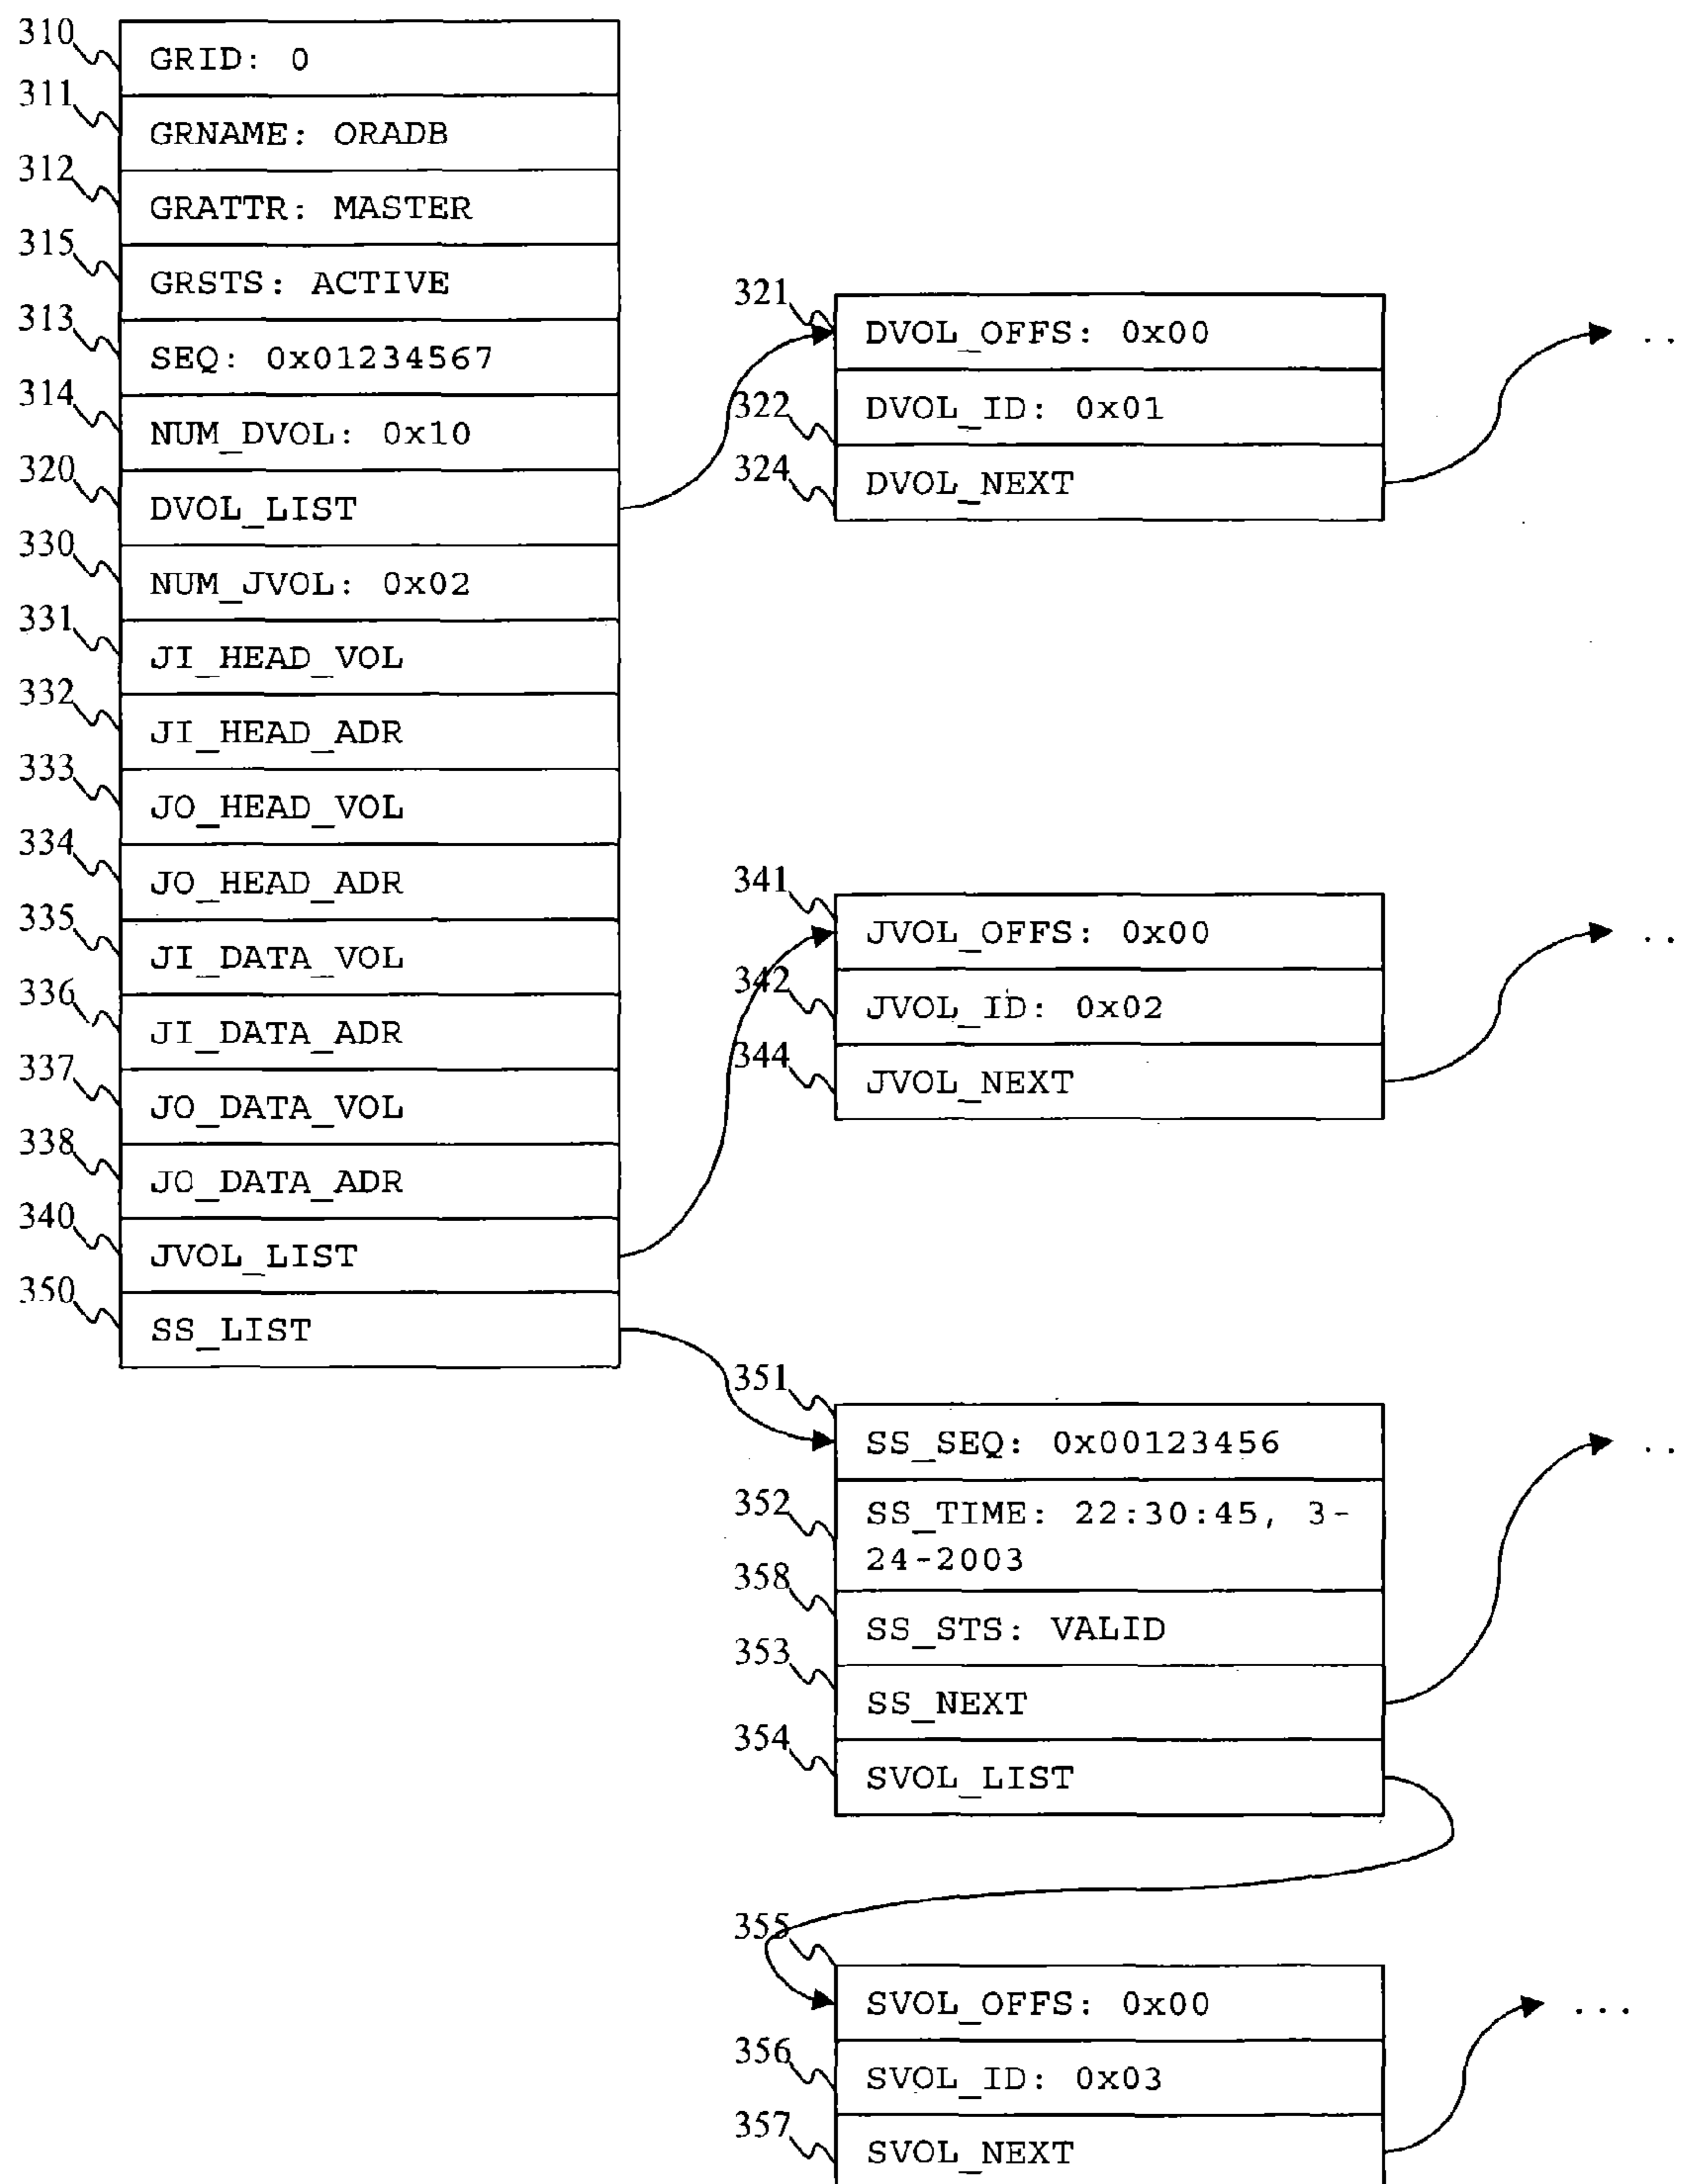 310
GRID: 0
311
GRNAME: ORADB
312
GRATTR: MASTER
315
GRSTS: ACTIVE
313
SEQ: 0x01234567
314
NUM_DVOL: 0x10
320
DVOL_LIST
330
NUM_JVOL: 0x02
331
JI_HEAD_VOL
332
JI_HEAD_ADR
333
JO_HEAD_VOL
334
JO_HEAD_ADR
335
JI_DATA_VOL
336
JI_DATA_ADR
337
JO_DATA_VOL
338
JO_DATA_ADR
340
JVOL_LIST
350
SS_LIST
321
DVOL_OFFS: 0x00
..
322
DVOL_ID: 0x01
324
DVOL_NEXT
341
JVOL_OFFS: 0x00
..
342
JVOL_ID: 0x02
344
JVOL_NEXT
351
SS_SEQ: 0x00123456
..
352
SS_TIME: 22:30:45, 3-
24-2003
358
SS_STS: VALID
353
SS_NEXT
354
SVOL_LIST
355
SVOL_OFFS: 0x00
...
356
SVOL_ID: 0x03
357
SVOL_NEXT